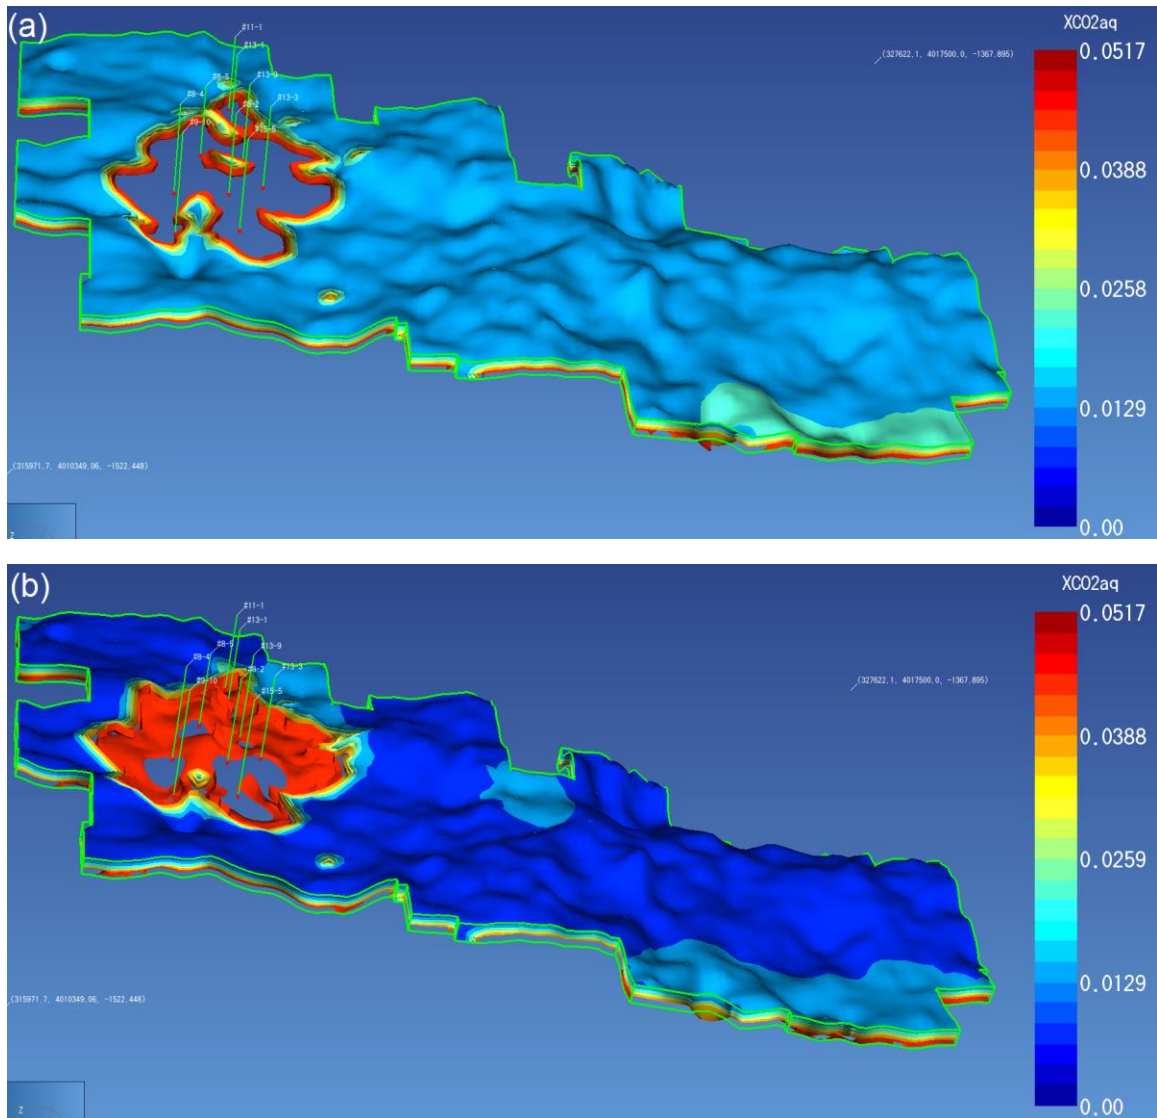 (a)
XCO2aq
#11-1
#13-1
(327622.1, 4017500.0, -1367.895)
0.0517
#8-5
#13-9
#8-4
#8-2
#13-3
#9-10
#15-5
0.0388
0.0258
0.0129
(315971.7, 4010349.06, -1522.448)
0.00
Z
(b)
XCO2aq
#11-1
0.0517
#13-1
#8-5
#13-9
#8-4
#8-2
#13-3
#9-10
(327622.1, 4017500.0, -1367.895)
#15-5
0.0388
0.0259
0.0129
(315971.7, 4010349.06, -1522.448)
0.00
Z